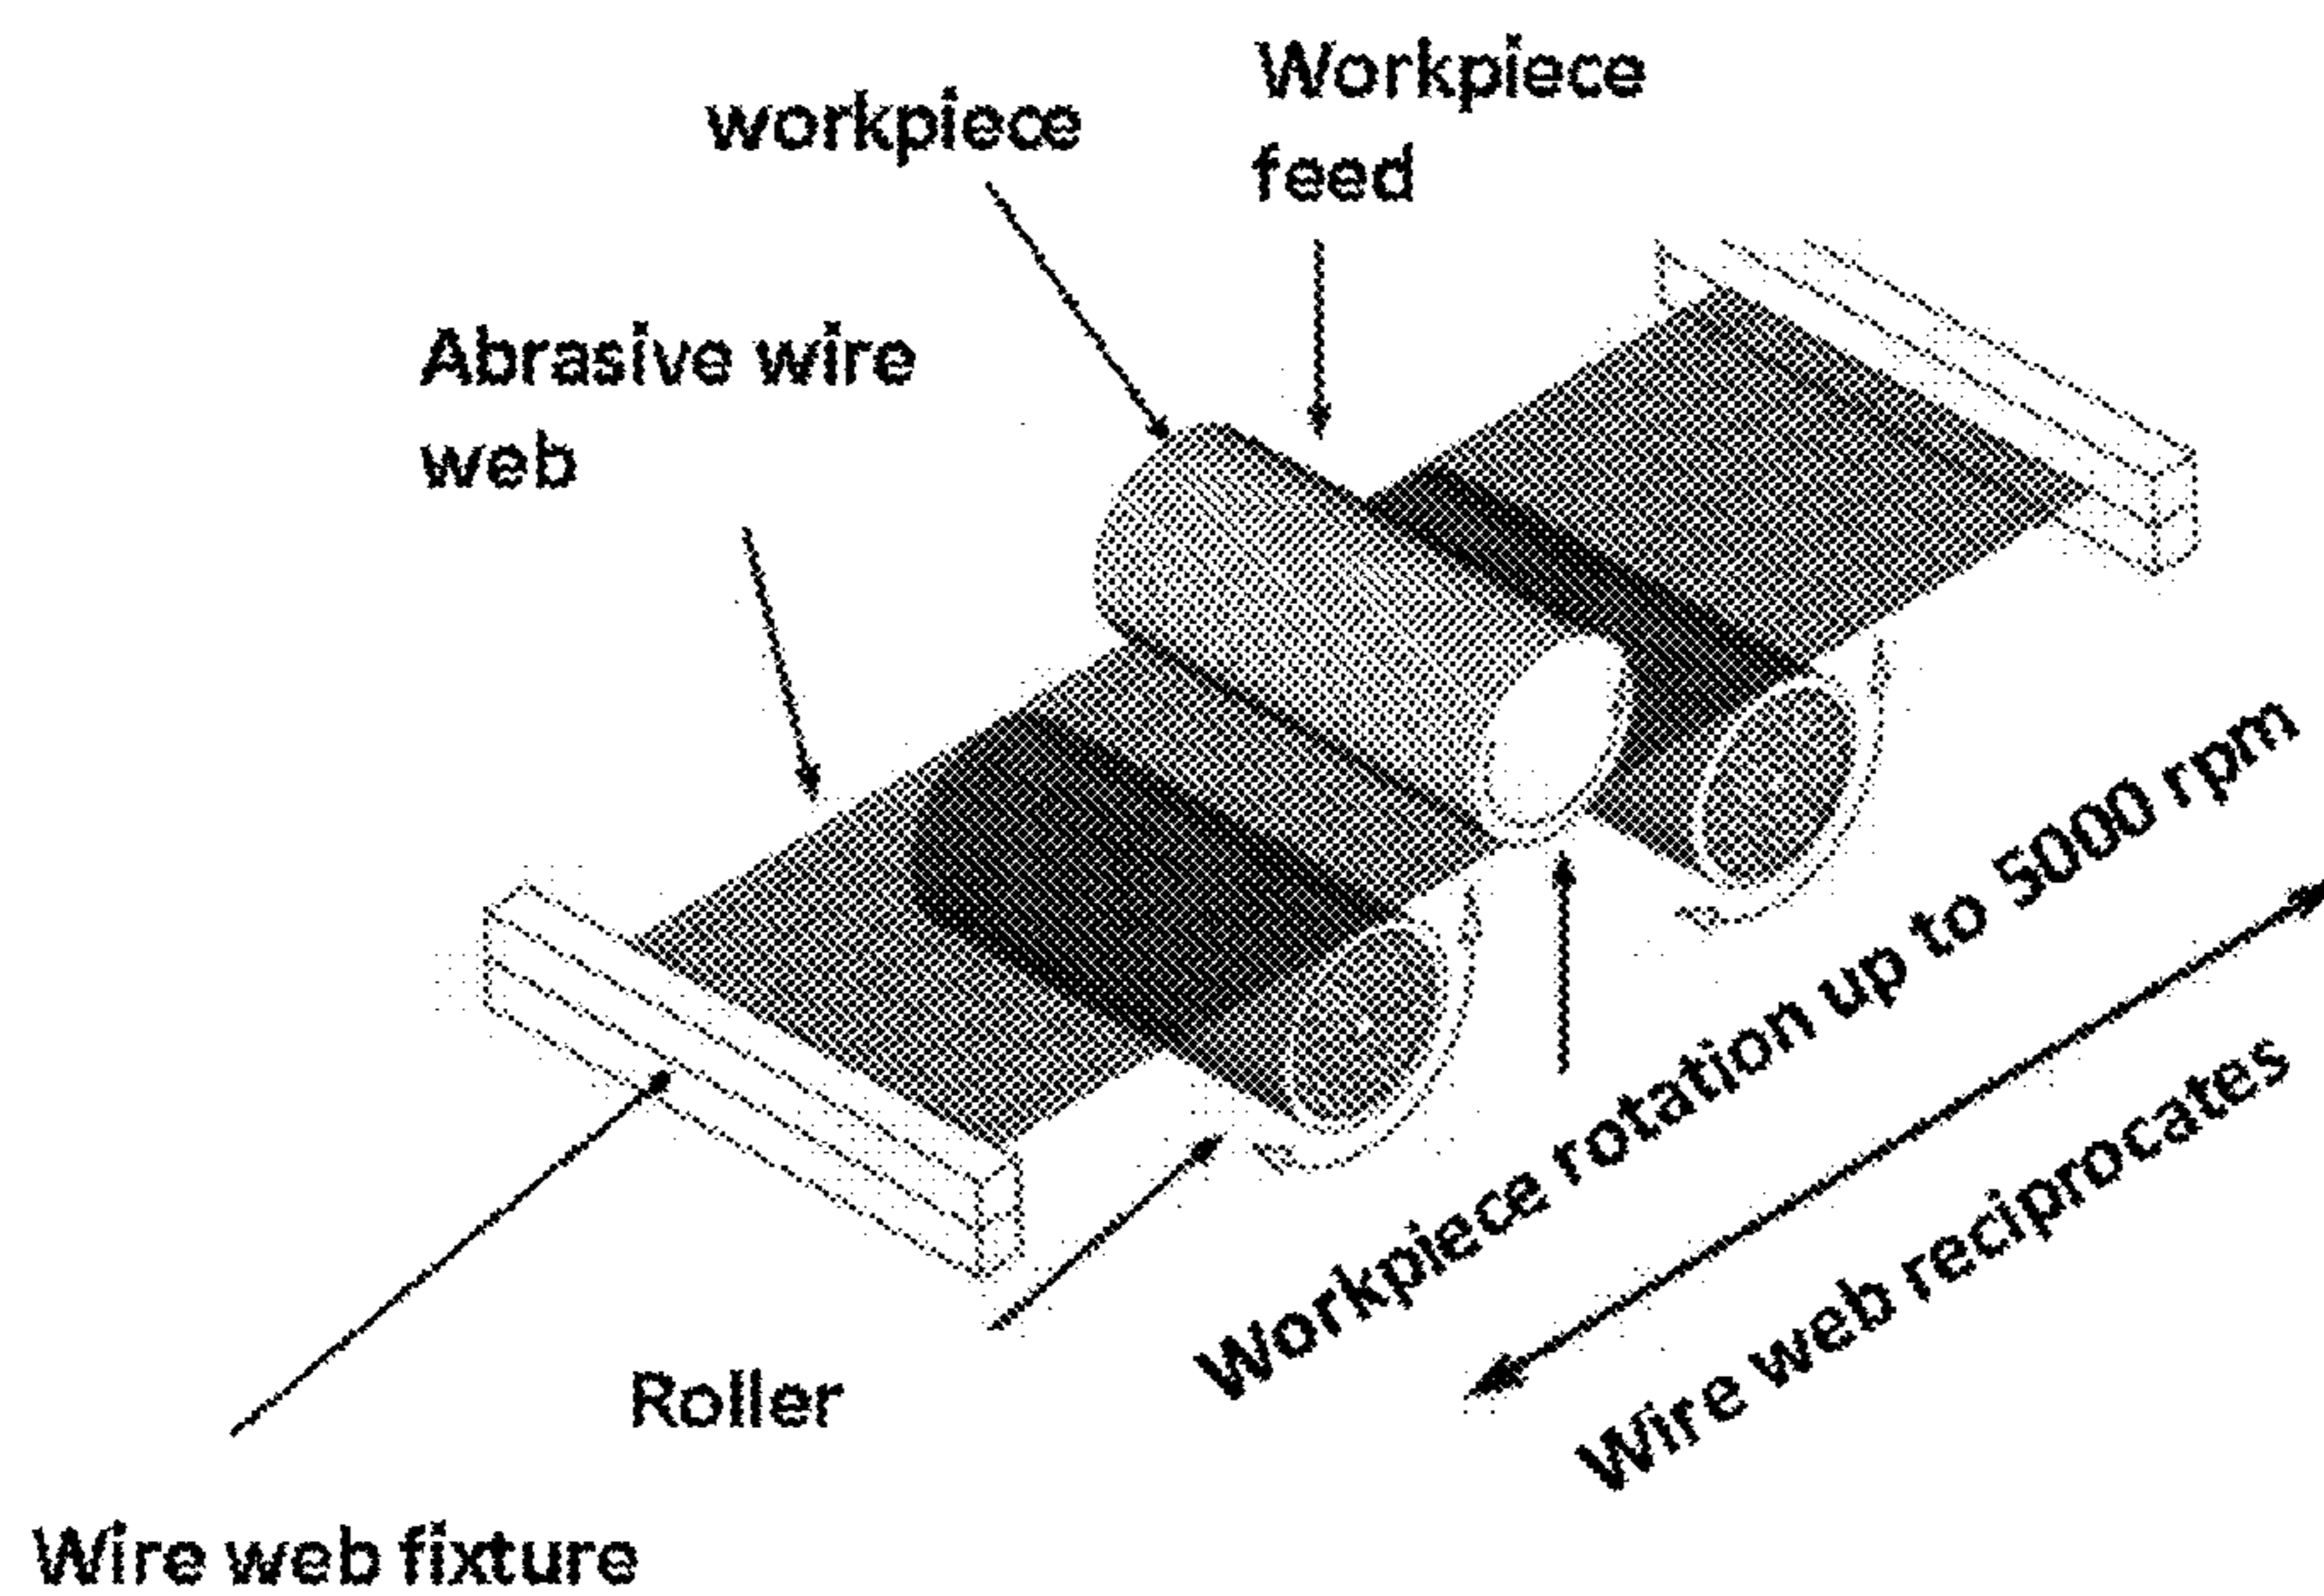 workpiece
Workpiece
feed
Abrasive wire
web
Workpiece rotation up to 5000 rpm
Wire web reciprocates
Roller
Wire web fixture